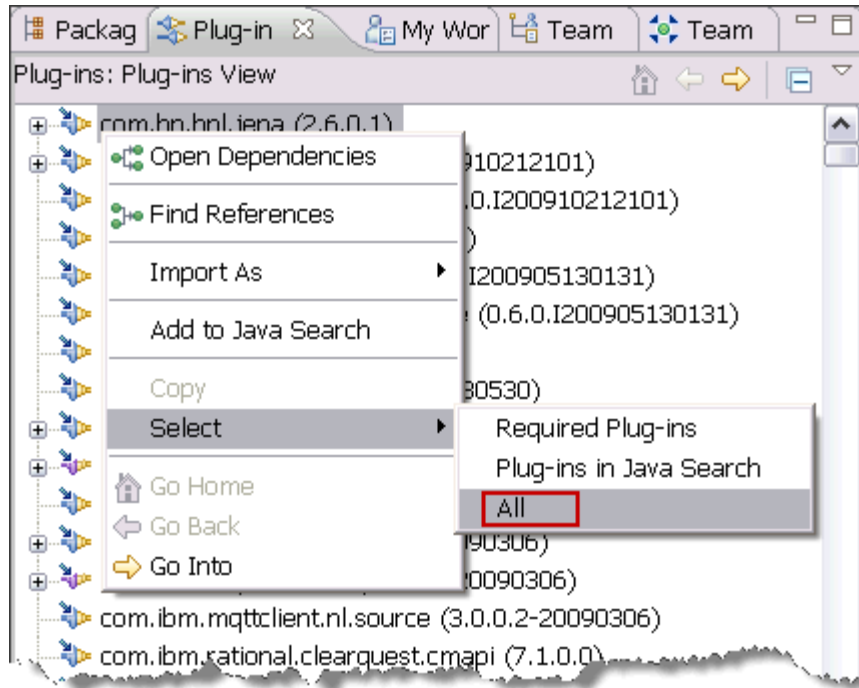 Packag Plug-in My Wor Team Team
Plug-ins: Plug-ins View
com.hp.hpl.jena (2.6.0.1)
Open Dependencies
910212101)
.0.I200910212101)
Find References
)
Import As
I200905130131)
(0.6.0.I200905130131)
Add to Java Search
Copy
80530)
Select
Required Plug-ins
Plug-ins in Java Search
Go Home
All
Go Back
090306)
Go Into
20090306)
com.ibm.mqttclient.nl.source (3.0.0.2-20090306)
com.ibm.rational.clearquest.cmapi (7.1.0.0)